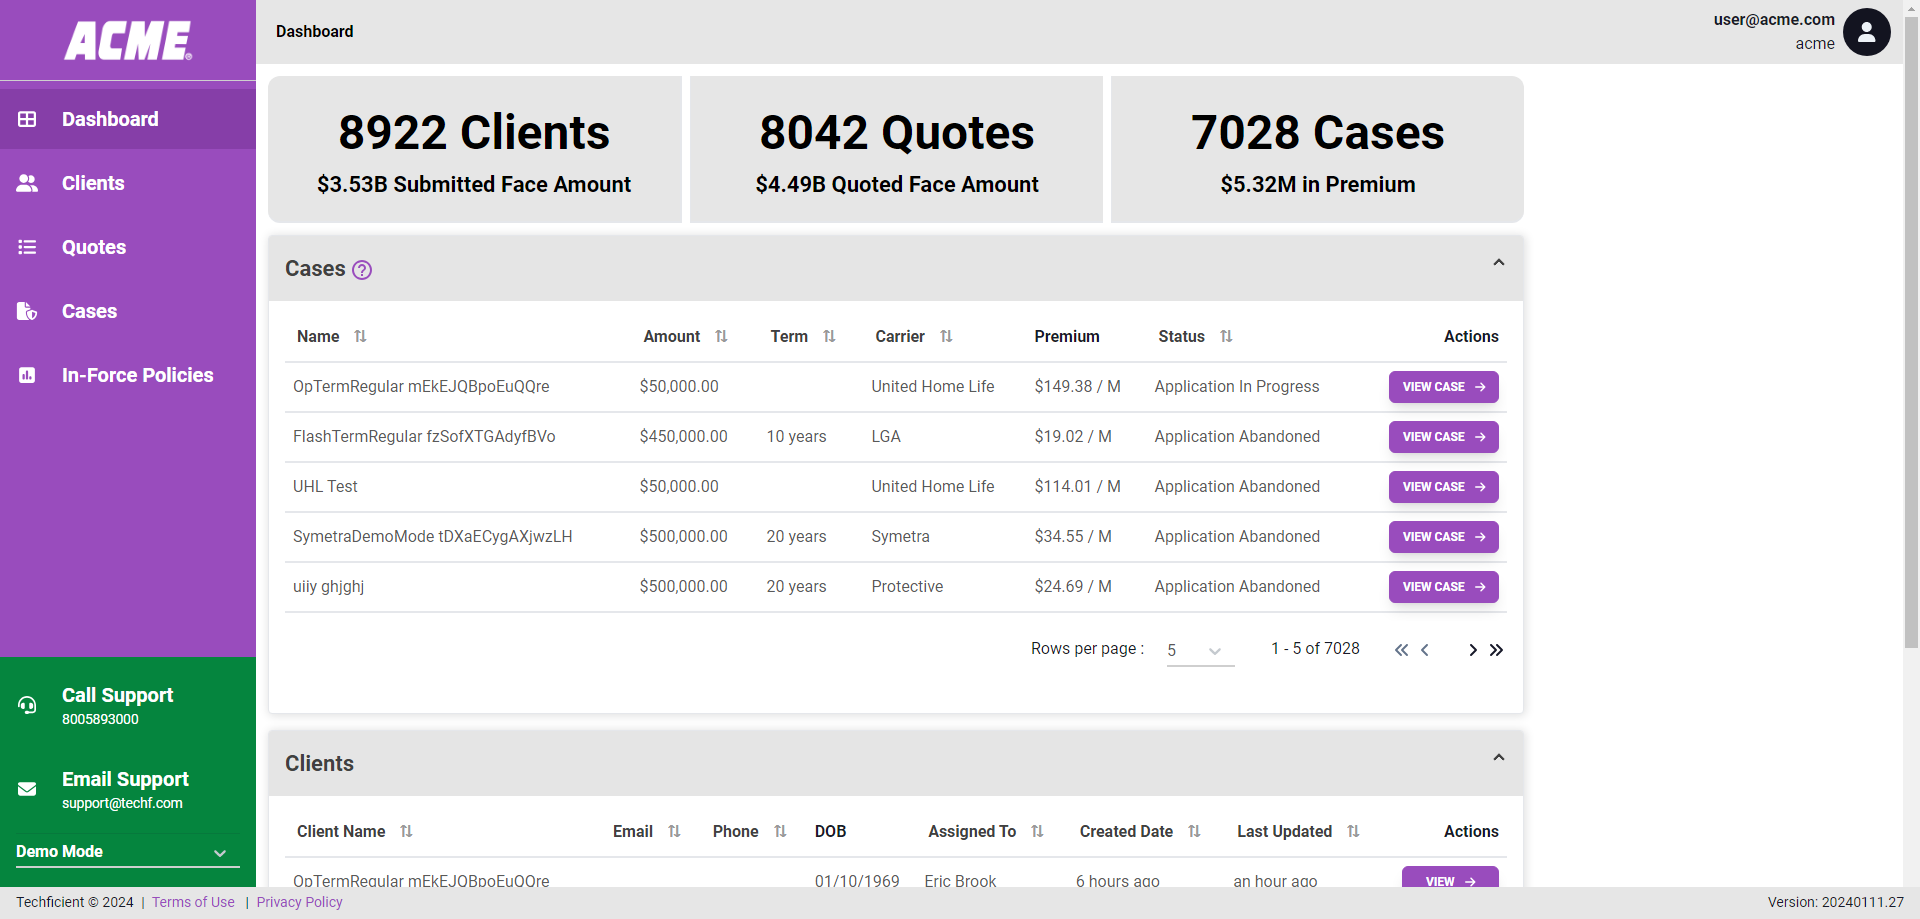 ACME®
Dashboard
user@acme.com
acme
Dashboard
Clients
Quotes
Cases
In-Force Policies
Call Support
8005893000
Email Support
support@techf.com
Demo Mode
8922 Clients
$3.53B Submitted Face Amount
8042 Quotes
$4.49B Quoted Face Amount
7028 Cases
$5.32M in Premium
Cases ?
Name Amount Term Carrier Premium Status Actions
OpTermRegular mEkEJQBpoEuQQre $50,000.00 United Home Life $149.38 / M Application In Progress VIEW CASE
FlashTermRegular fzSofXTGAdyfBVo $450,000.00 10 years LGA $19.02 / M Application Abandoned VIEW CASE
UHL Test $50,000.00 United Home Life $114.01 / M Application Abandoned VIEW CASE
SymetraDemoMode tDXaECygAXjwzLH $500,000.00 20 years Symetra $34.55 / M Application Abandoned VIEW CASE
uiiy ghjghj $500,000.00 20 years Protective $24.69 / M Application Abandoned VIEW CASE
Rows per page : 5 1 - 5 of 7028
Clients
Client Name Email Phone DOB Assigned To Created Date Last Updated Actions
OpTermRegular mEkEJQBpoEuQQre 01/10/1969 Eric Brook 6 hours ago an hour ago VIEW
Techficient © 2024 | Terms of Use | Privacy Policy
Version: 20240111.27